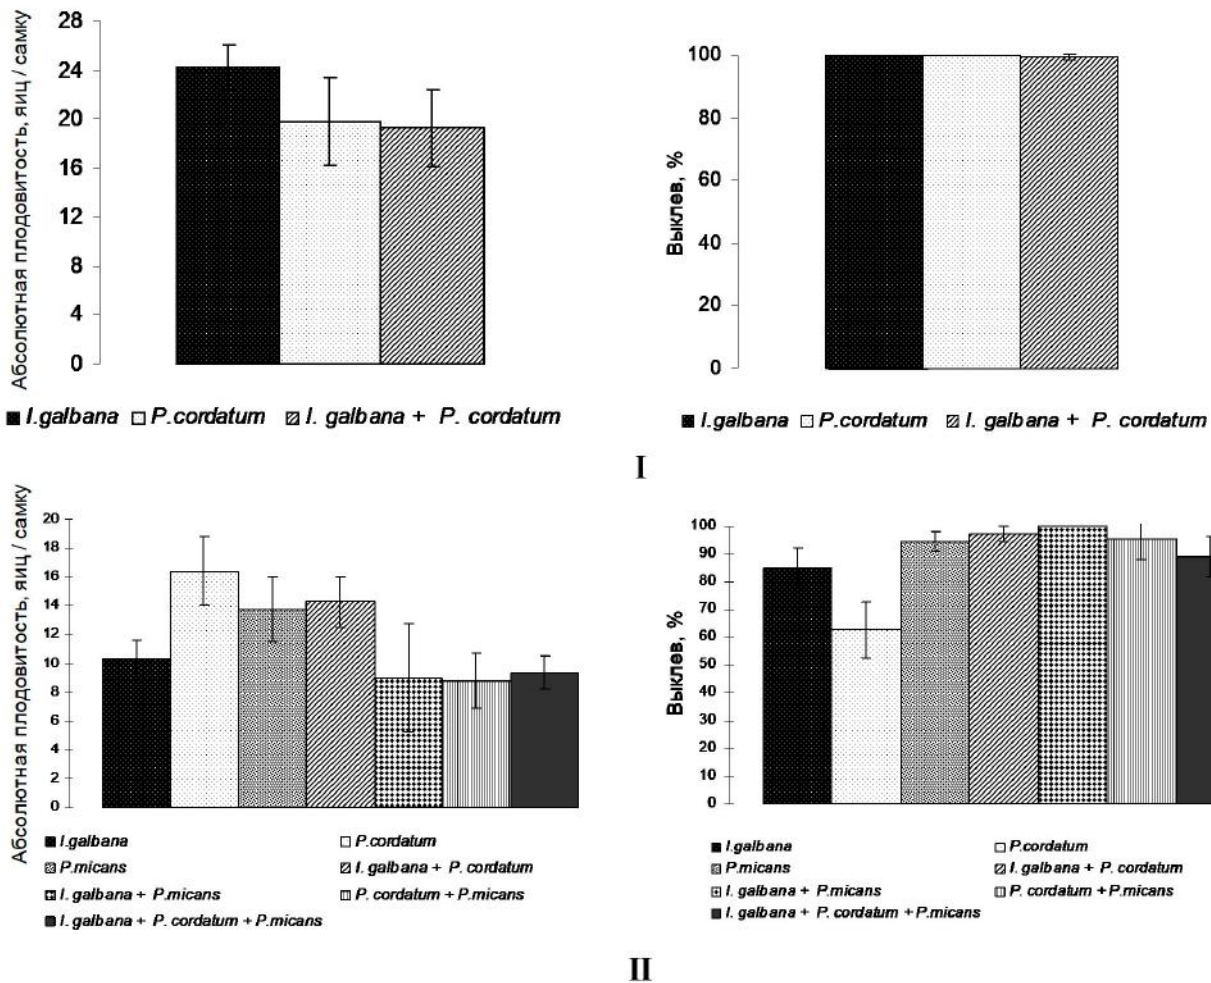 Абсолютная плодовитость, яиц / самку
28
24
20
16
12
8
4
0
I.galbana P.cordatum I. galbana + P. cordatum
Выклев, %
100
80
60
40
20
0
I.galbana P.cordatum I. galbana + P. cordatum
I
Абсолютная плодовитость, яиц / самку
20
18
16
14
12
10
8
6
4
2
0
I.galbana P.cordatum
P.micans I. galbana + P. cordatum
I. galbana + P.micans P. cordatum + P.micans
I. galbana + P. cordatum + P.micans
Выклев, %
100
90
80
70
60
50
40
30
20
10
0
I.galbana P.cordatum
P.micans I. galbana + P. cordatum
I. galbana + P.micans P. cordatum + P.micans
I. galbana + P. cordatum + P.micans
II